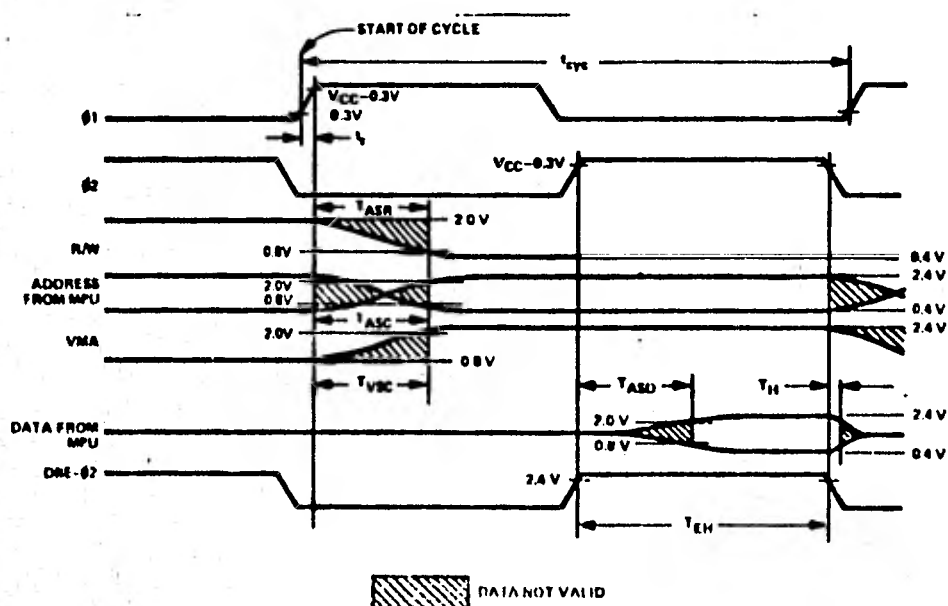 START OF CYCLE
tcyc
VCC-0.3V
0.3V
ϕ1
tr
VCC-0.3V
ϕ2
TASR
2.0 V
R/W
0.8V
0.4 V
2.4 V
ADDRESS
FROM MPU
2.0V
0.8V
0.4 V
TASC
2.4 V
VMA
2.0V
0.8 V
TVSC
TASD
TH
2.4 V
2.0 V
DATA FROM
MPU
0.8 V
0.4 V
DBE-ϕ2
2.4 V
TEH
DATA NOT VALID